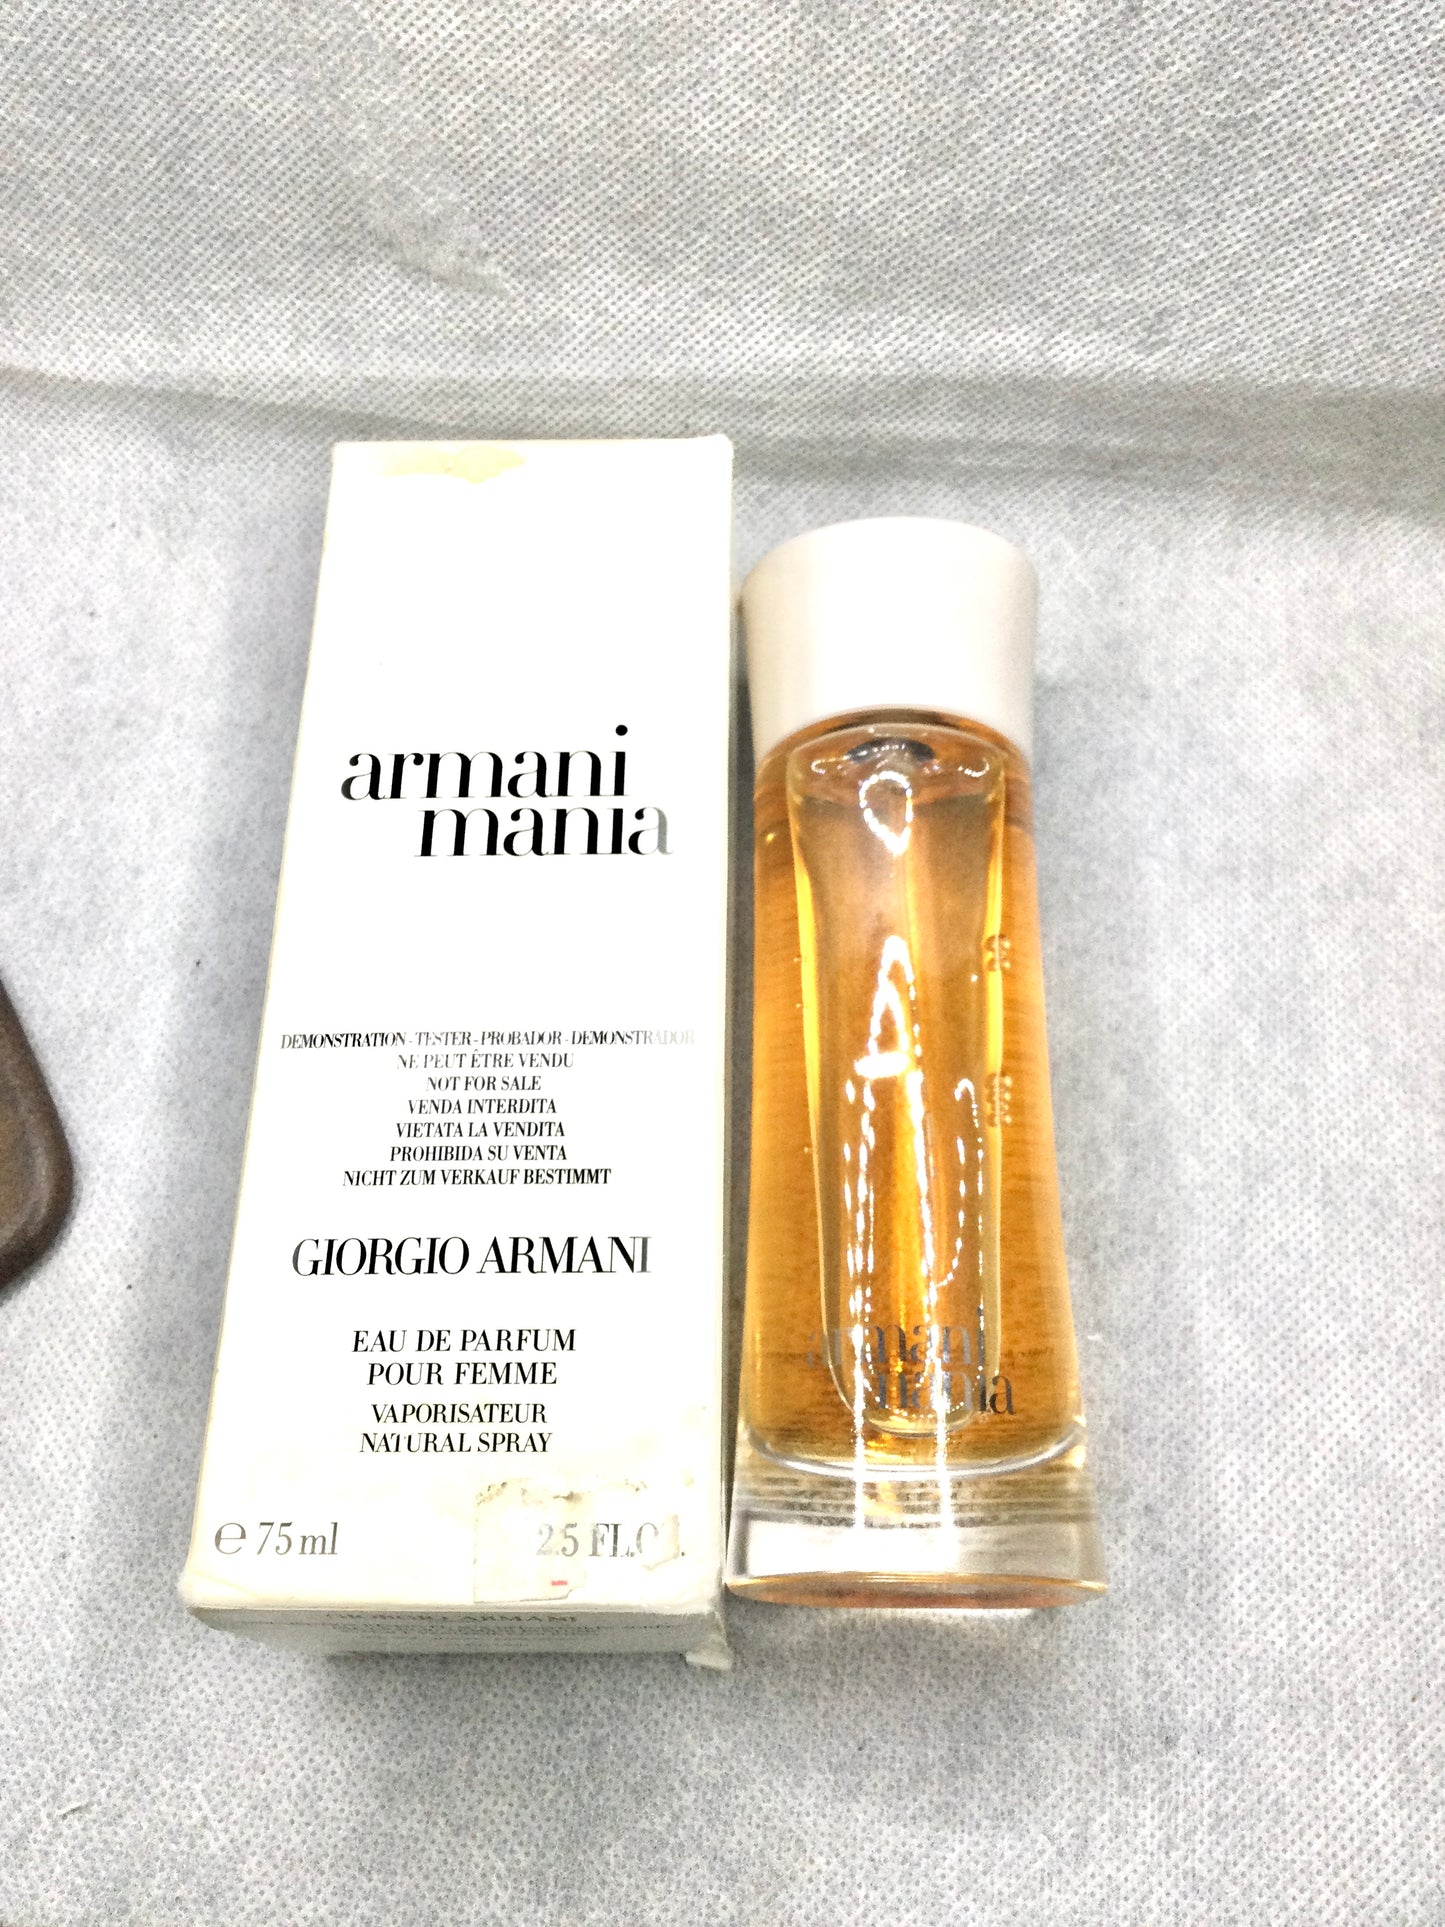 armani
mania
DEMONSTRATION - TESTER - PROBADOR - DEMONSTRADOR
NE PEUT ÊTRE VENDU
NOT FOR SALE
VENDA INTERDITA
VIETATA LA VENDITA
PROHIBIDA SU VENTA
NICHT ZUM VERKAUF BESTIMMT
GIORGIO ARMANI
EAU DE PARFUM
POUR FEMME
VAPORISATEUR
NATURAL SPRAY
℮ 75 ml
2.5 FL.
GIORGIO ARMANI
armani
mania